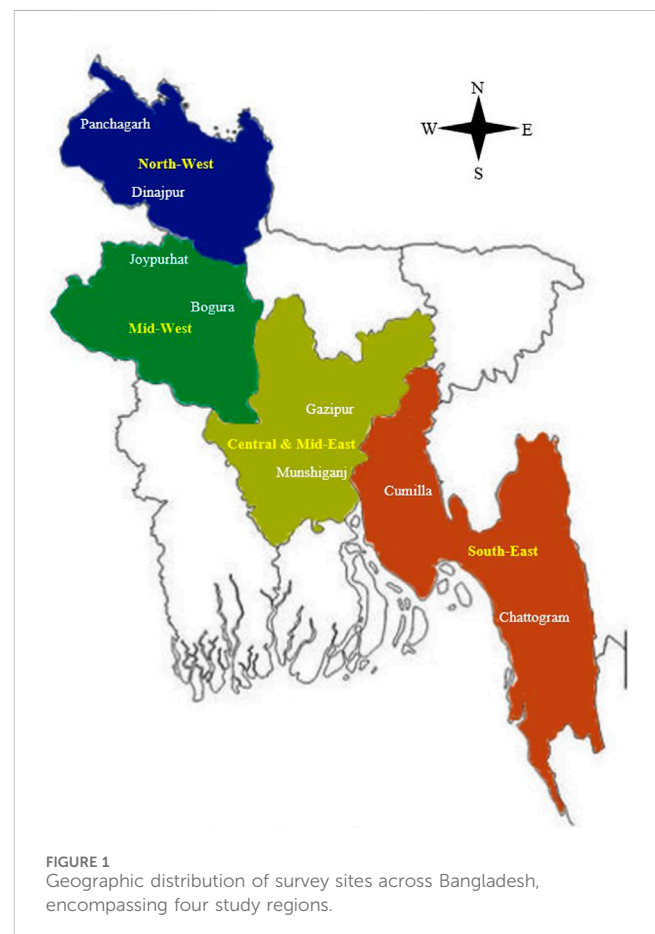 N
W E
S
Panchagarh
North-West
Dinajpur
Joypurhat
Bogura
Mid-West
Gazipur
Central & Mid-East
Munshiganj
Cumilla
South-East
Chattogram
FIGURE 1
Geographic distribution of survey sites across Bangladesh,
encompassing four study regions.